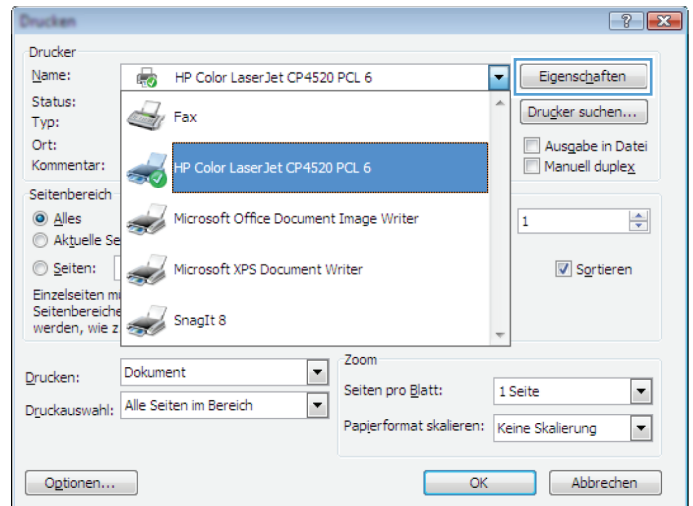 Drucken
Drucker
Name: HP Color LaserJet CP4520 PCL 6 Eigenschaften
Status:
Typ:
Ort:
Kommentar:
Fax
HP Color LaserJet CP4520 PCL 6
Microsoft Office Document Image Writer
Microsoft XPS Document Writer
SnagIt 8
Drucker suchen...
Ausgabe in Datei
Manuell duplex
Seitenbereich
Alles
Aktuelle Se
Seiten:
Einzelseiten m
Seitenbereiche
werden, wie z
1
Sortieren
Drucken: Dokument
Druckauswahl: Alle Seiten im Bereich
Zoom
Seiten pro Blatt: 1 Seite
Papierformat skalieren: Keine Skalierung
Optionen... OK Abbrechen